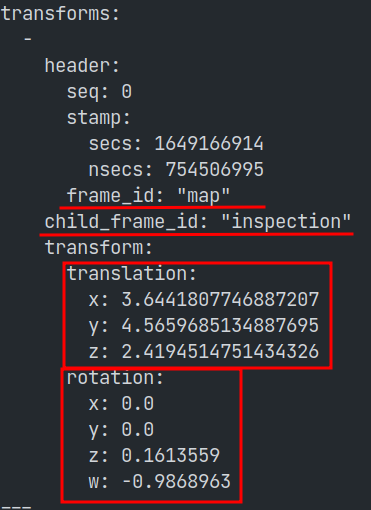 transforms:
-
header:
seq: 0
stamp:
secs: 1649166914
nsecs: 754506995
frame_id: "map"
child_frame_id: "inspection"
transform:
translation:
x: 3.6441807746887207
y: 4.5659685134887695
z: 2.4194514751434326
rotation:
x: 0.0
y: 0.0
z: 0.1613559
w: -0.9868963
---